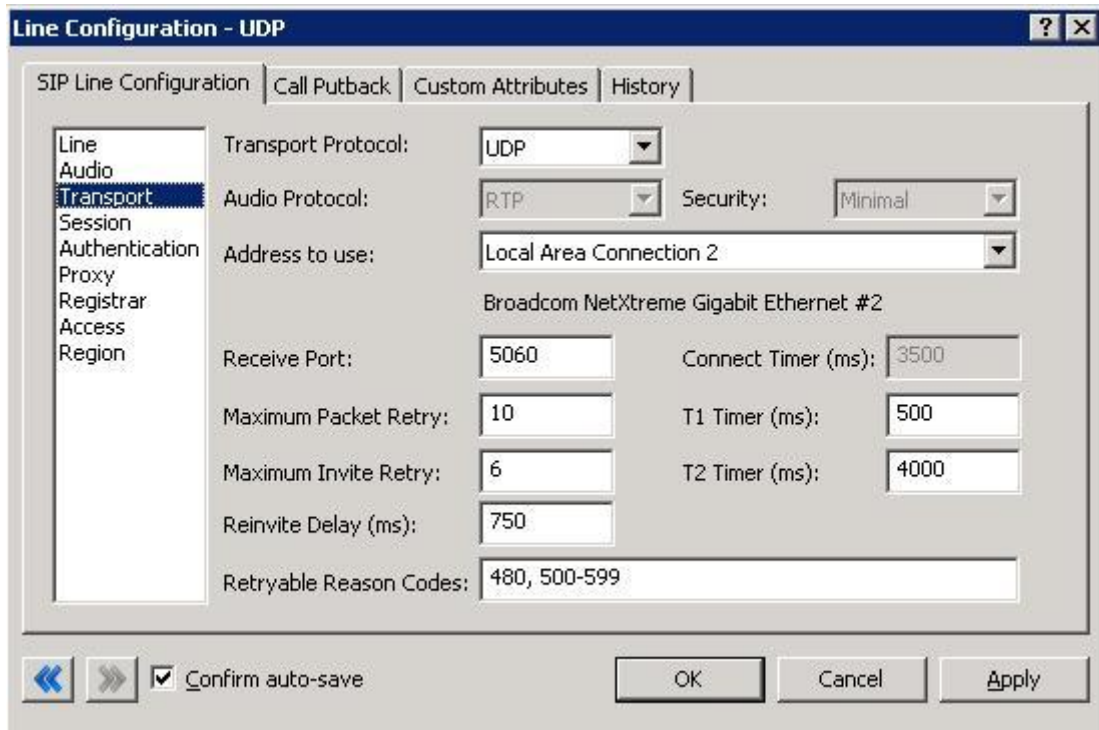 Line Configuration - UDP
SIP Line Configuration
Call Putback
Custom Attributes
History
Line
Audio
Transport
Session
Authentication
Proxy
Registrar
Access
Region
Transport Protocol: UDP
Audio Protocol: RTP Security: Minimal
Address to use: Local Area Connection 2
Broadcom NetXtreme Gigabit Ethernet #2
Receive Port: 5060 Connect Timer (ms): 3500
Maximum Packet Retry: 10 T1 Timer (ms): 500
Maximum Invite Retry: 6 T2 Timer (ms): 4000
Reinvite Delay (ms): 750
Retryable Reason Codes: 480, 500-599
Confirm auto-save
OK
Cancel
Apply